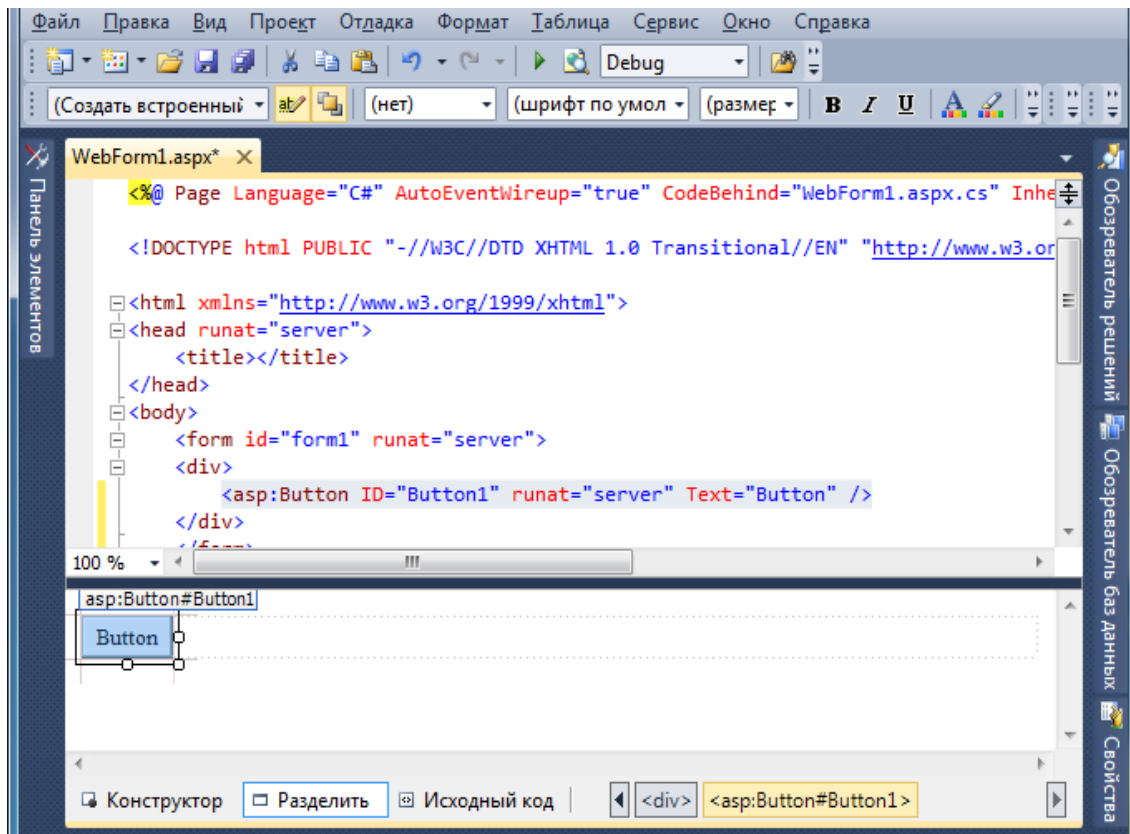 Файл Правка Вид Проект Отладка Формат Таблица Сервис Окно Справка
Debug
(Создать встроенный (нет) (шрифт по умол (размер B I U A
WebForm1.aspx*
Панель элементов
<%@ Page Language="C#" AutoEventWireup="true" CodeBehind="WebForm1.aspx.cs" Inhe
<!DOCTYPE html PUBLIC "-//W3C//DTD XHTML 1.0 Transitional//EN" "http://www.w3.or
<html xmlns="http://www.w3.org/1999/xhtml">
<head runat="server">
<title></title>
</head>
<body>
<form id="form1" runat="server">
<div>
<asp:Button ID="Button1" runat="server" Text="Button" />
</div>
</form>
100 %
asp:Button#Button1
Button
Конструктор Разделить Исходный код <div> <asp:Button#Button1>
Обозреватель решений
Обозреватель баз данных
Свойства